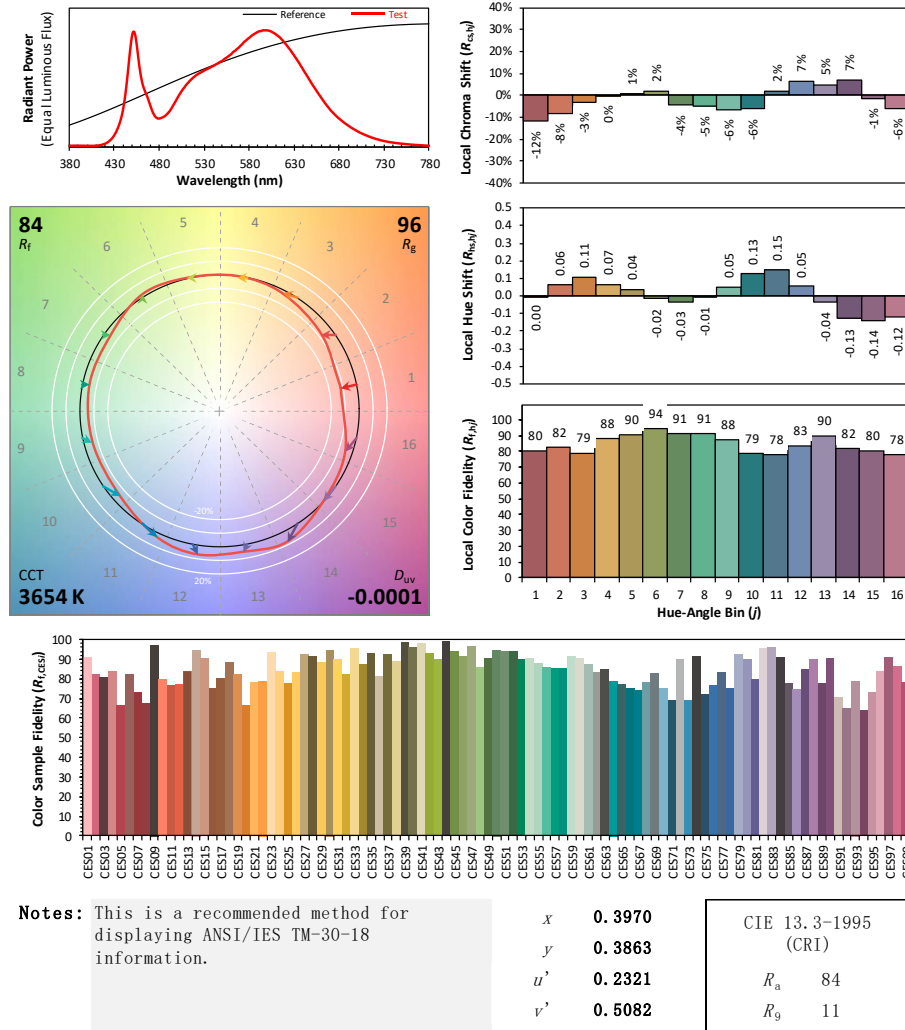 Reference Test
Radiant Power
(Equal Luminous Flux)
380 430 480 530 580 630 680 730 780
Wavelength (nm)
Local Chroma Shift (Rcs,hj)
40%
30%
20%
10%
0%
-10%
-20%
-30%
-40%
-12% -8% -3% 0% 1% 2% -4% -5% -6% -6% 2% 7% 5% 7% -1% -6%
84
Rf
96
Rg
1
2
3
4
5
6
7
8
9
10
11
12
13
14
15
16
-20%
20%
CCT
3654 K
Duv
-0.0001
Local Hue Shift (Rhs,hj)
0.5
0.4
0.3
0.2
0.1
0.0
-0.1
-0.2
-0.3
-0.4
-0.5
0.00 0.06 0.11 0.07 0.04 -0.02 -0.03 -0.01 0.05 0.13 0.15 0.05 -0.04 -0.13 -0.14 -0.12
Local Color Fidelity (Rf,hj)
100
90
80
70
60
50
40
30
20
10
0
80 82 79 88 90 94 91 91 88 79 78 83 90 82 80 78
1 2 3 4 5 6 7 8 9 10 11 12 13 14 15 16
Hue-Angle Bin (j)
Color Sample Fidelity (Rf,CESi)
100
90
80
70
60
50
40
30
20
10
0
CES01 CES03 CES05 CES07 CES09 CES11 CES13 CES15 CES17 CES19 CES21 CES23 CES25 CES27 CES29 CES31 CES33 CES35 CES37 CES39 CES41 CES43 CES45 CES47 CES49 CES51 CES53 CES55 CES57 CES59 CES61 CES63 CES65 CES67 CES69 CES71 CES73 CES75 CES77 CES79 CES81 CES83 CES85 CES87 CES89 CES91 CES93 CES95 CES97
Notes: This is a recommended method for
displaying ANSI/IES TM-30-18
information.
x 0.3970
y 0.3863
u' 0.2321
v' 0.5082
CIE 13.3-1995
(CRI)
Ra 84
R9 11